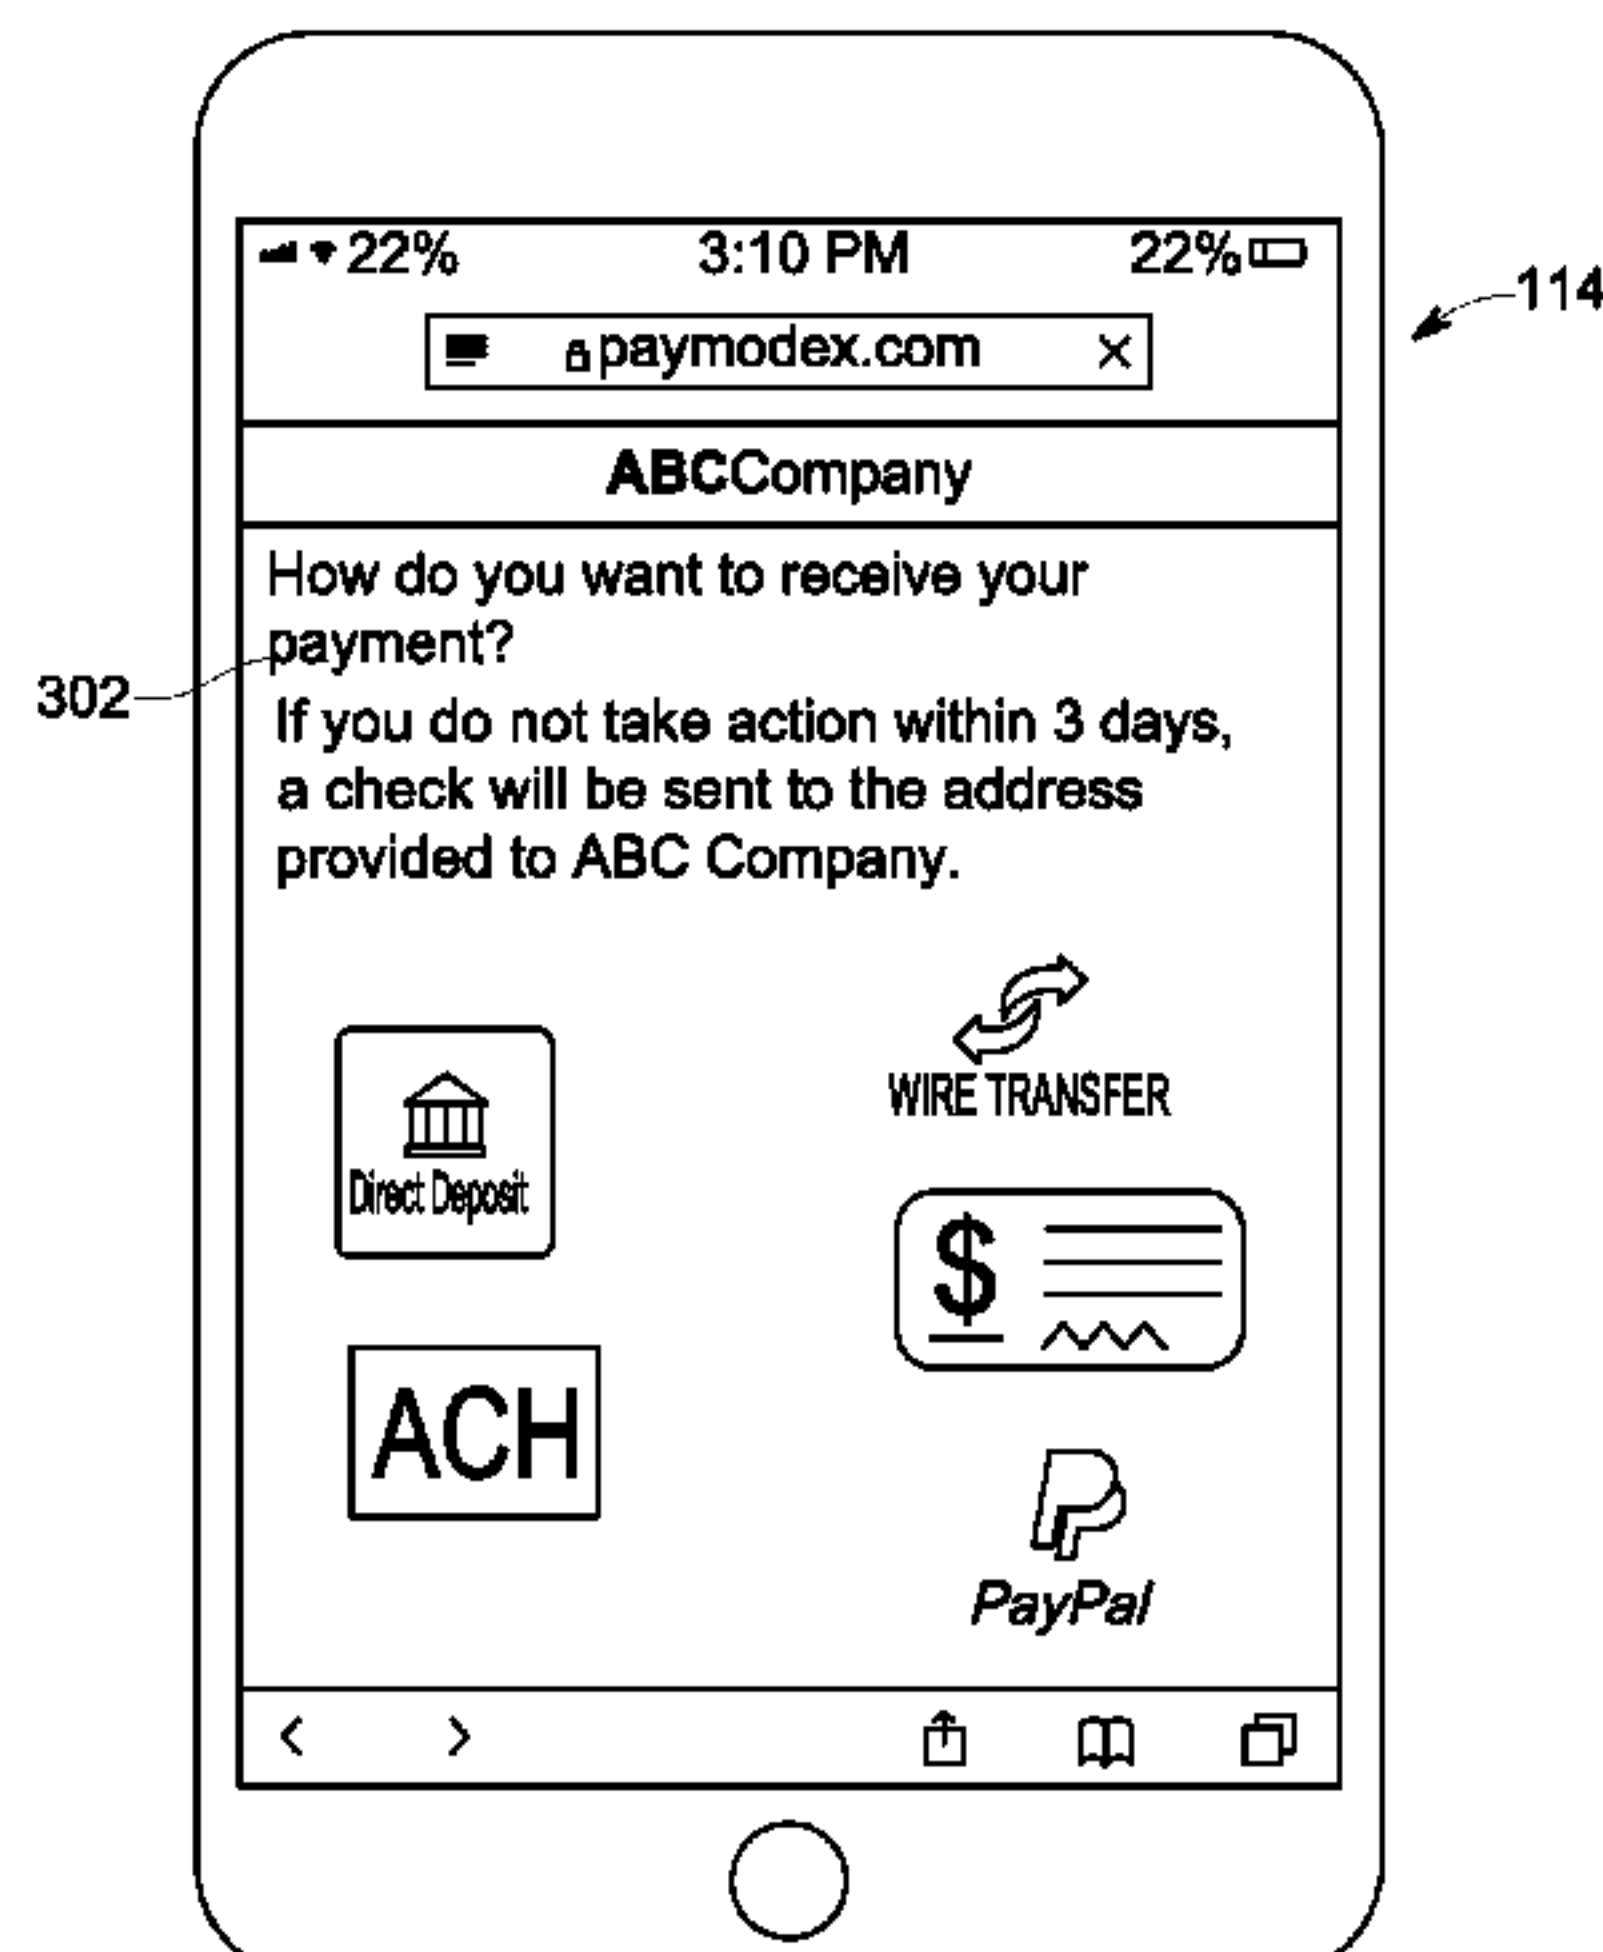 22% 3:10 PM 22%
114
paymodex.com
ABCCompany
How do you want to receive your
payment?
302
If you do not take action within 3 days,
a check will be sent to the address
provided to ABC Company.
WIRE TRANSFER
Direct Deposit
$
ACH
PayPal